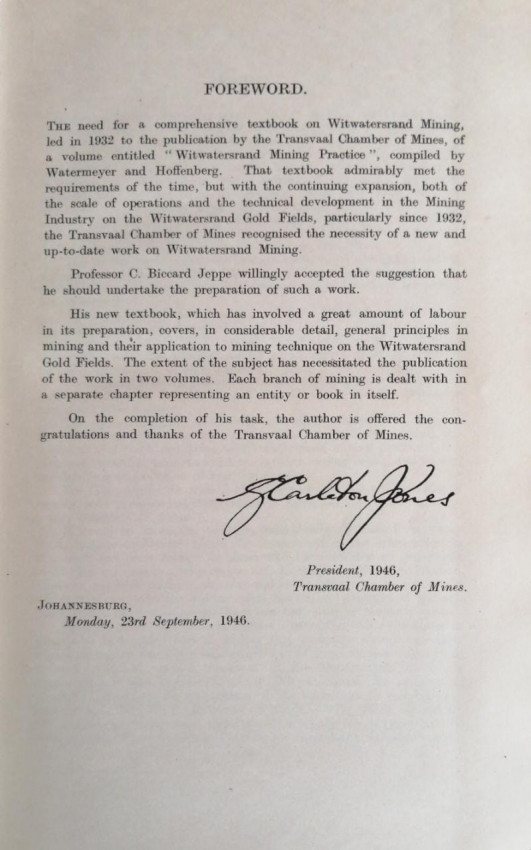 FOREWORD.
THE need for a comprehensive textbook on Witwatersrand Mining,
led in 1932 to the publication by the Transvaal Chamber of Mines, of
a volume entitled "Witwatersrand Mining Practice", compiled by
Watermeyer and Hoffenberg. That textbook admirably met the
requirements of the time, but with the continuing expansion, both of
the scale of operations and the technical development in the Mining
Industry on the Witwatersrand Gold Fields, particularly since 1932,
the Transvaal Chamber of Mines recognised the necessity of a new and
up-to-date work on Witwatersrand Mining.
Professor C. Biccard Jeppe willingly accepted the suggestion that
he should undertake the preparation of such a work.
His new textbook, which has involved a great amount of labour
in its preparation, covers, in considerable detail, general principles in
mining and their application to mining technique on the Witwatersrand
Gold Fields. The extent of the subject has necessitated the publication
of the work in two volumes. Each branch of mining is dealt with in
a separate chapter representing an entity or book in itself.
On the completion of his task, the author is offered the con-
gratulations and thanks of the Transvaal Chamber of Mines.
Carleton Jones
President, 1946,
Transvaal Chamber of Mines.
JOHANNESBURG,
Monday, 23rd September, 1946.